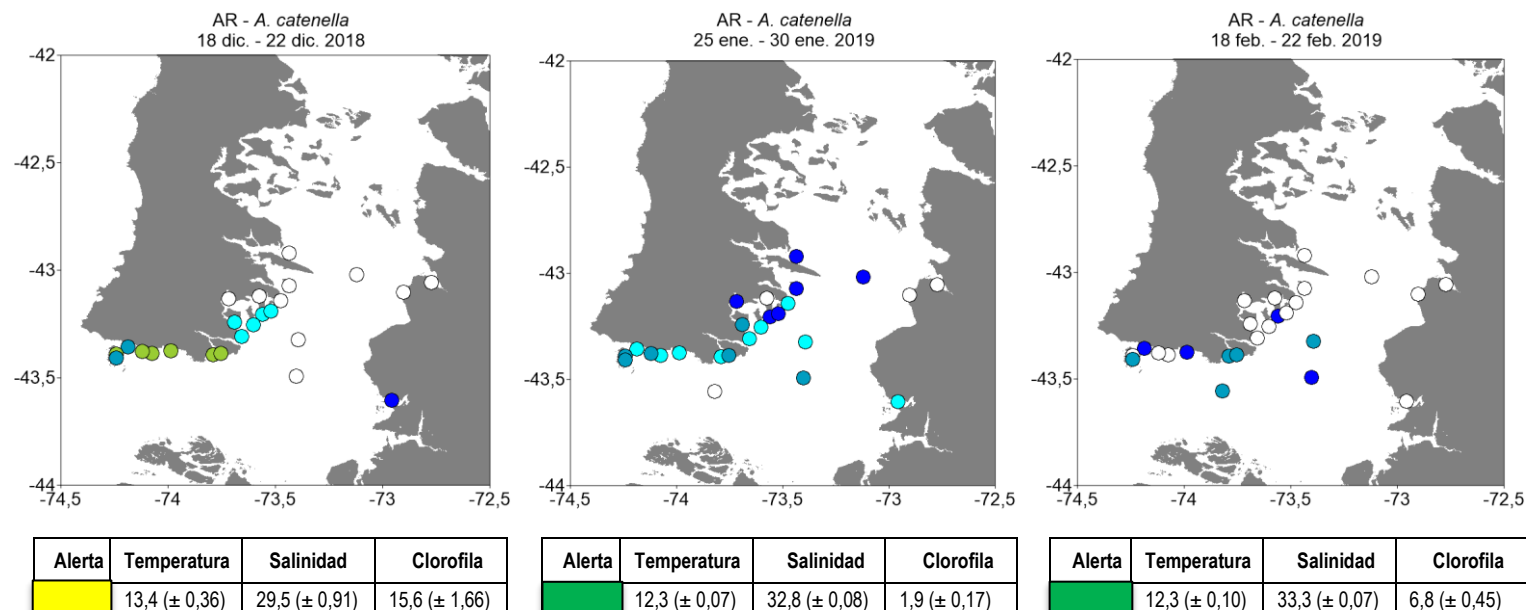 AR - A. catenella
18 dic. - 22 dic. 2018
-42
-42,5
-43
-43,5
-44
-74,5 -74 -73,5 -73 -72,5
Alerta Temperatura Salinidad Clorofila
13,4 (± 0,36) 29,5 (± 0,91) 15,6 (± 1,66)
AR - A. catenella
25 ene. - 30 ene. 2019
-42
-42,5
-43
-43,5
-44
-74,5 -74 -73,5 -73 -72,5
Alerta Temperatura Salinidad Clorofila
12,3 (± 0,07) 32,8 (± 0,08) 1,9 (± 0,17)
AR - A. catenella
18 feb. - 22 feb. 2019
-42
-42,5
-43
-43,5
-44
-74,5 -74 -73,5 -73 -72,5
Alerta Temperatura Salinidad Clorofila
12,3 (± 0,10) 33,3 (± 0,07) 6,8 (± 0,45)